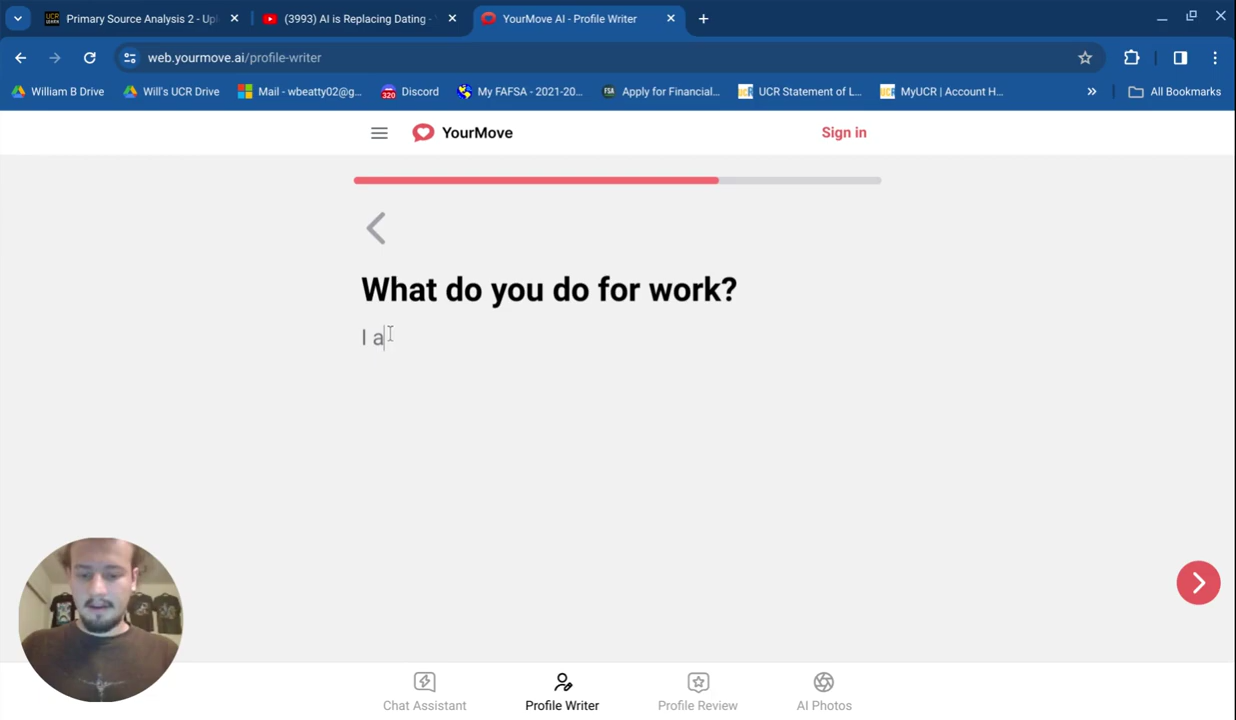 Primary Source Analysis 2 - Upl
(3993) AI is Replacing Dating -
YourMove AI - Profile Writer
web.yourmove.ai/profile-writer
William B Drive
Will's UCR Drive
Mail - wbeatty02@g...
Discord
My FAFSA - 2021-20...
Apply for Financial...
UCR Statement of L...
MyUCR | Account H...
»
All Bookmarks
YourMove
Sign in
What do you do for work?
I a
Chat Assistant
Profile Writer
Profile Review
AI Photos